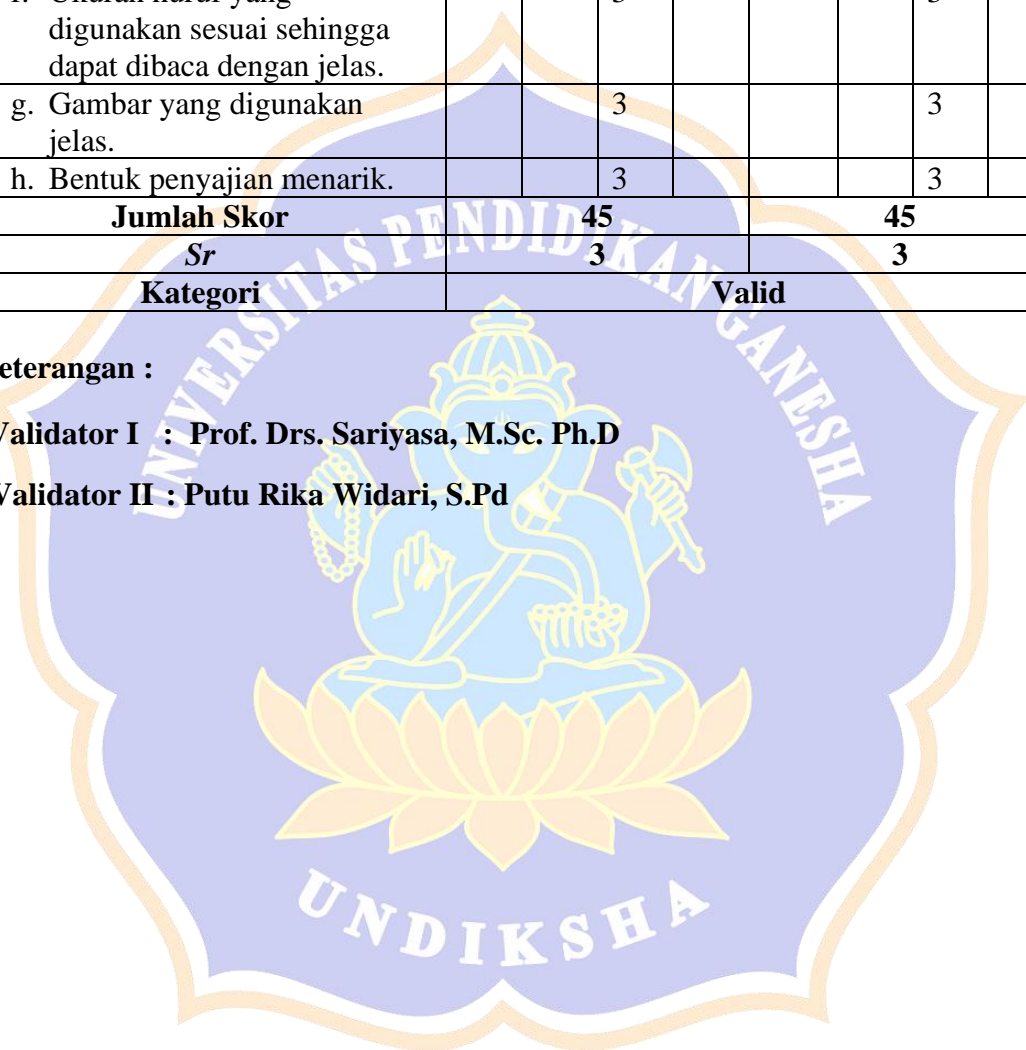 digunakan sesuai sehingga
dapat dibaca dengan jelas.
g. Gambar yang digunakan 3 3
jelas.
h. Bentuk penyajian menarik. 3 3
Jumlah Skor 45 45
Sr 3 3
Kategori Valid
eterangan :
Validator I : Prof. Drs. Sariyasa, M.Sc. Ph.D
Validator II : Putu Rika Widari, S.Pd
UNIVERSITAS PENDIDIKAN GANESHA
UNDIKSHA